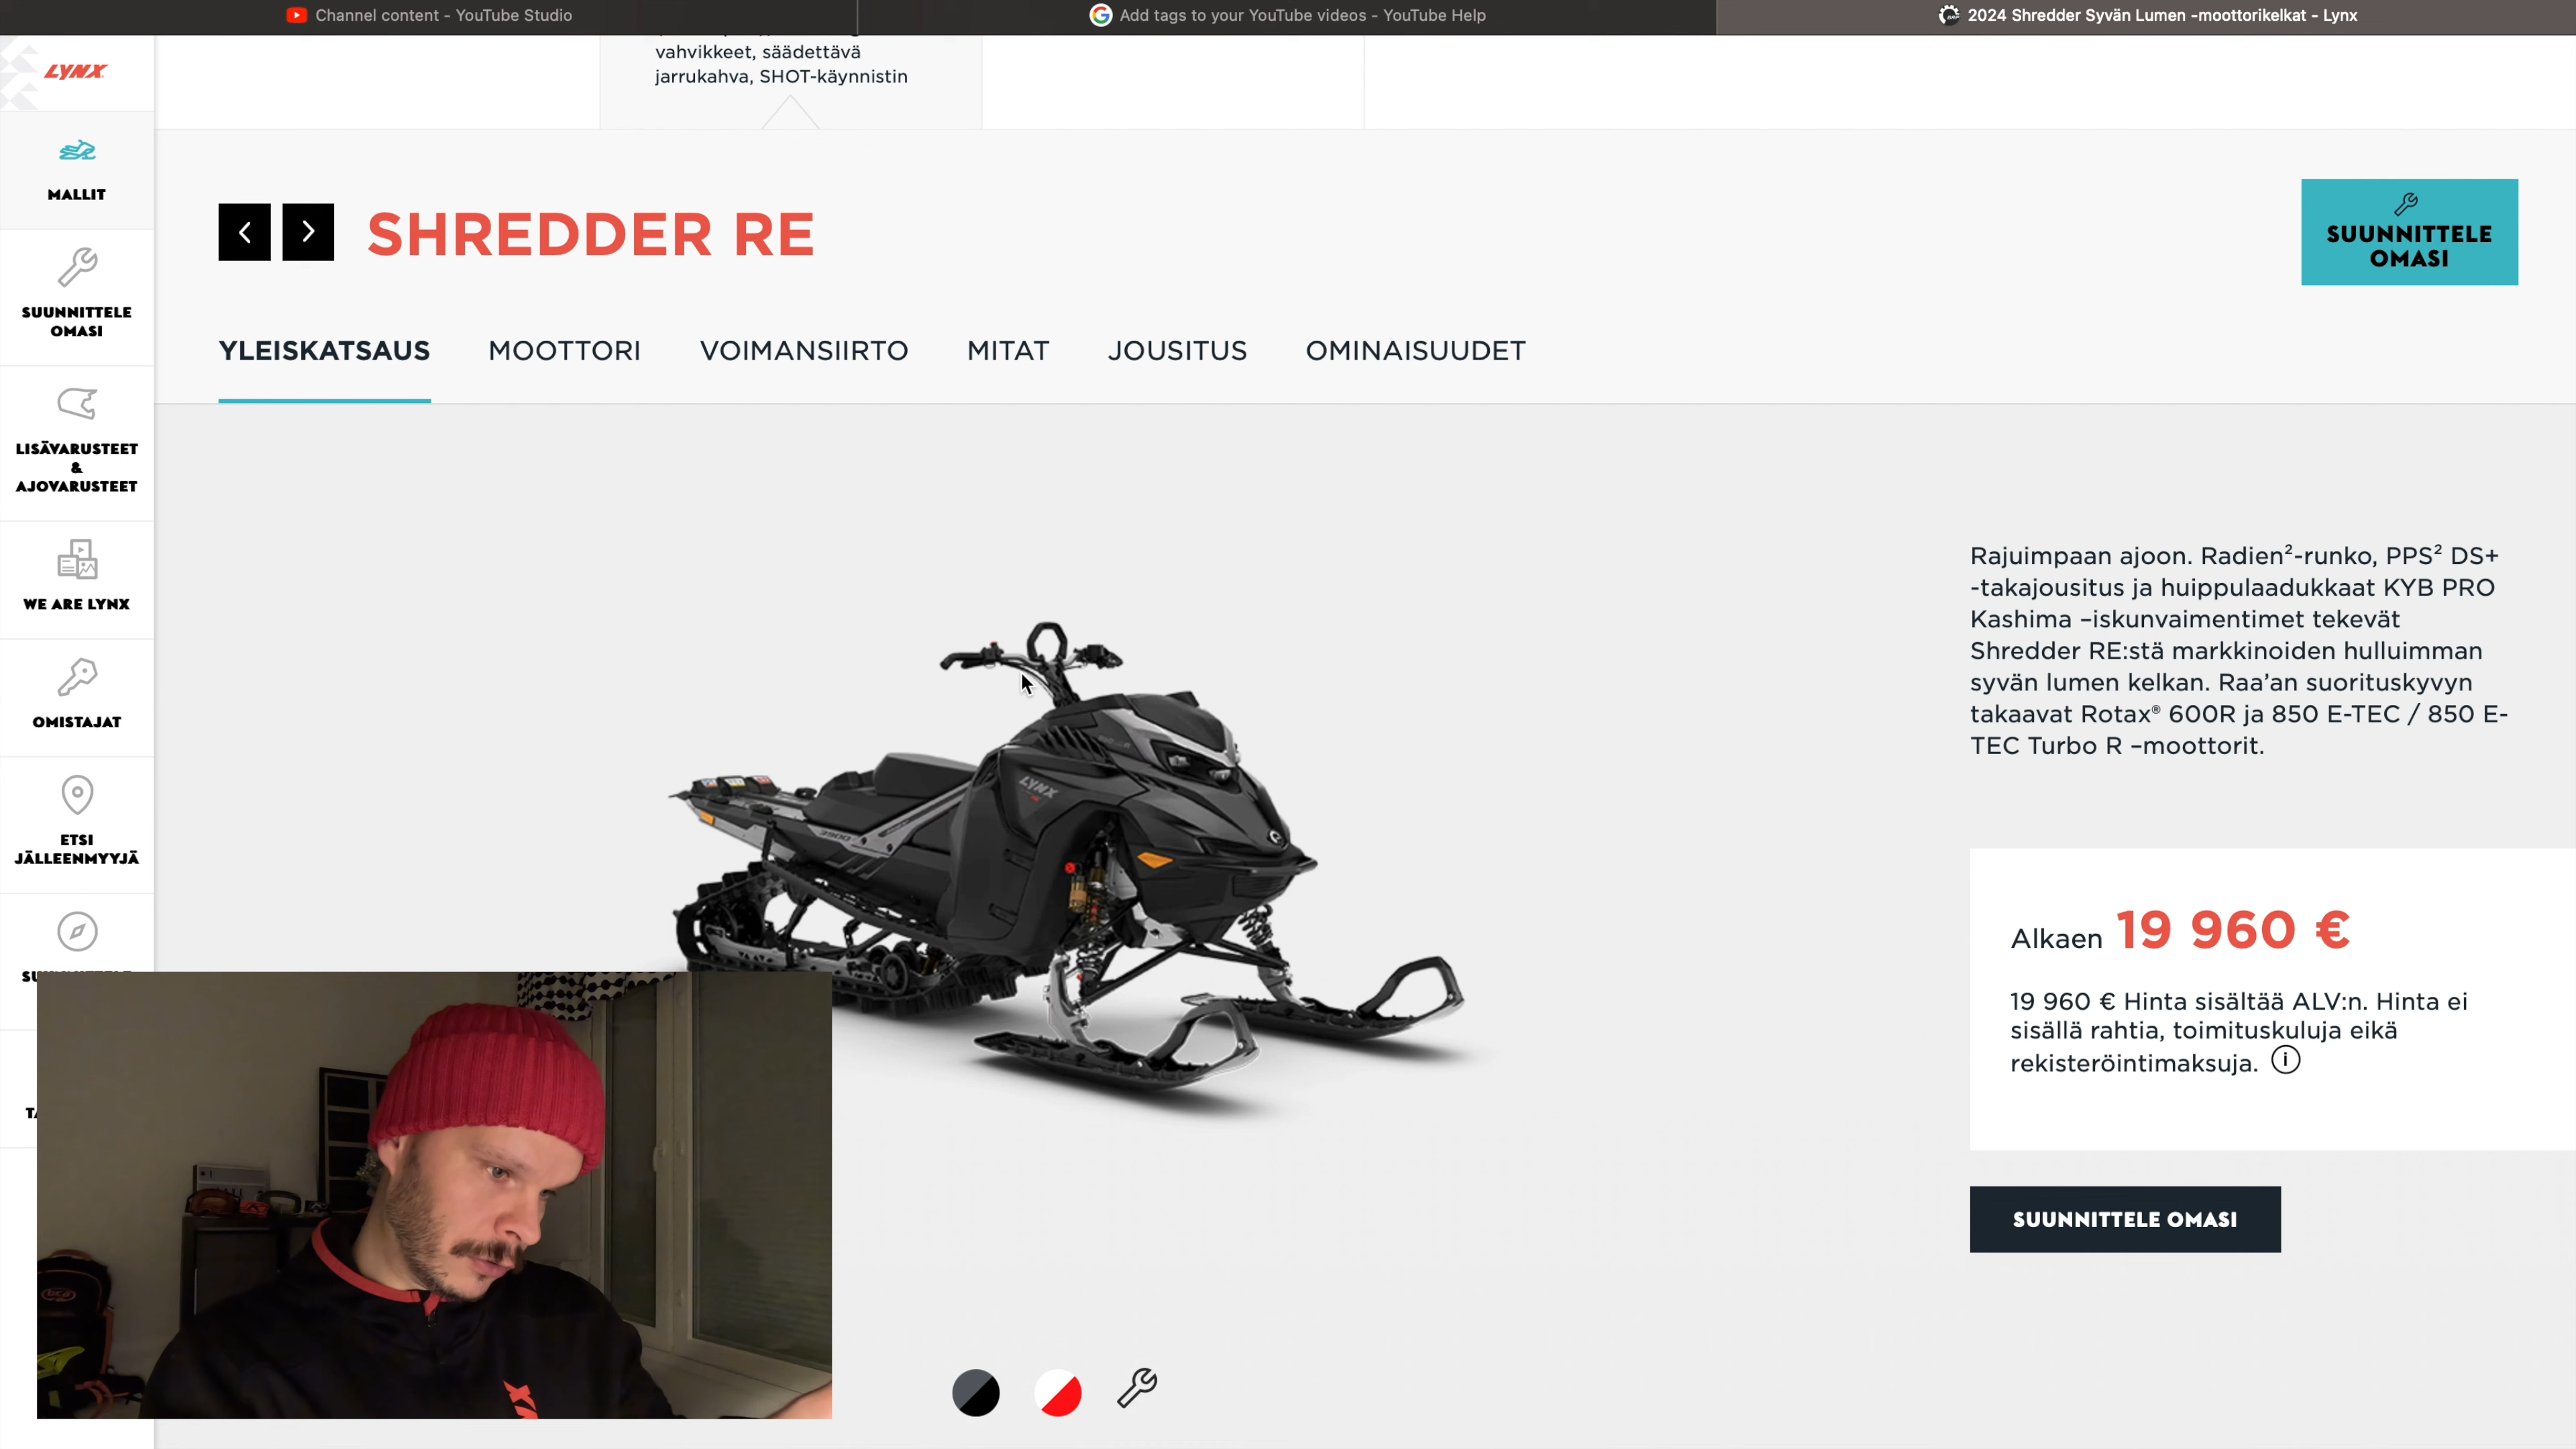 Channel content - YouTube Studio
Add tags to your YouTube videos - YouTube Help
2024 Shredder Syvän Lumen -moottorikelkat - Lynx
LYNX
vahvikkeet, säädettävä
jarrukahva, SHOT-käynnistin
MALLIT
SUUNNITTELE
OMASI
LISÄVARUSTEET
&
AJOVARUSTEET
WE ARE LYNX
OMISTAJAT
ETSI
JÄLLEENMYYJÄ
SHREDDER RE
SUUNNITTELE
OMASI
YLEISKATSAUS
MOOTTORI
VOIMANSIIRTO
MITAT
JOUSITUS
OMINAISUUDET
LYNX
3900
Rajuimpaan ajoon. Radien²-runko, PPS² DS+
-takajousitus ja huippulaadukkaat KYB PRO
Kashima –iskunvaimentimet tekevät
Shredder RE:stä markkinoiden hulluimman
syvän lumen kelkan. Raa’an suorituskyvyn
takaavat Rotax® 600R ja 850 E-TEC / 850 E-
TEC Turbo R –moottorit.
Alkaen 19 960 €
19 960 € Hinta sisältää ALV:n. Hinta ei
sisällä rahtia, toimituskuluja eikä
rekisteröintimaksuja.
SUUNNITTELE OMASI
bca